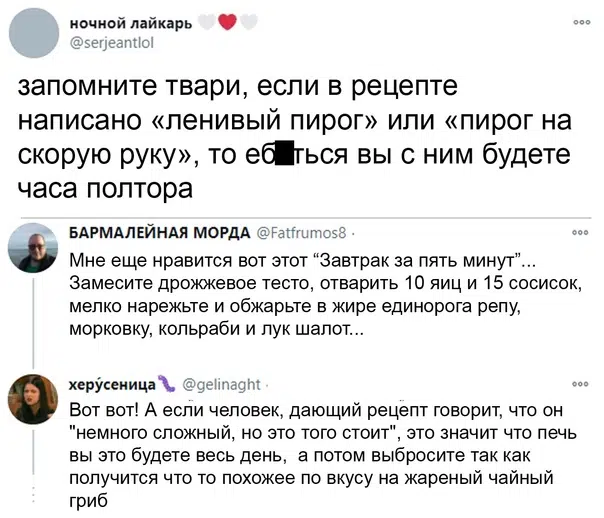 ночной лайкарь 🤍❤️🤍
@serjeantlol
запомните твари, если в рецепте
написано «ленивый пирог» или «пирог на
скорую руку», то еб█ться вы с ним будете
часа полтора
БАРМАЛЕЙНАЯ МОРДА @Fatfrumos8 ·
Мне еще нравится вот этот “Завтрак за пять минут”...
Замесите дрожжевое тесто, отварить 10 яиц и 15 сосисок,
мелко нарежьте и обжарьте в жире единорога репу,
морковку, кольраби и лук шалот...
херу́сеница @gelinaght ·
Вот вот! А если человек, дающий рецепт говорит, что он
"немного сложный, но это того стоит", это значит что печь
вы это будете весь день, а потом выбросите так как
получится что то похожее по вкусу на жареный чайный
гриб